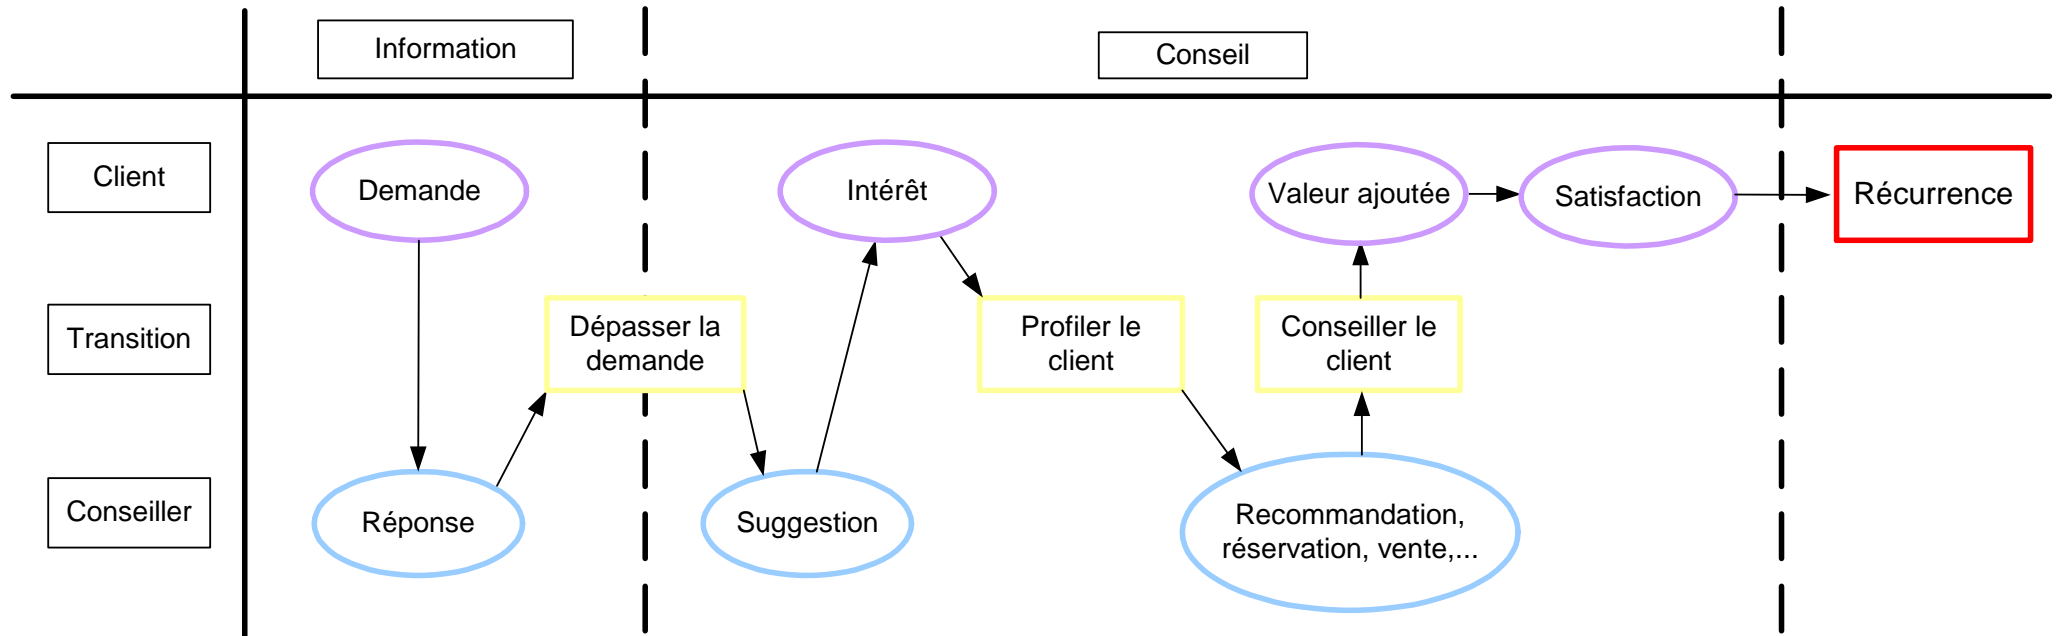 Information
Conseil
Client
Demande
Intérêt
Valeur ajoutée
Satisfaction
Récurrence
Transition
Dépasser la
demande
Profiler le
client
Conseiller le
client
Conseiller
Réponse
Suggestion
Recommandation,
réservation, vente,...